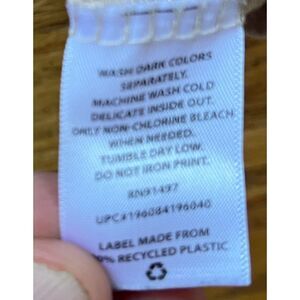 WASH DARK COLORS
SEPARATELY.
MACHINE WASH COLD
DELICATE INSIDE OUT.
ONLY NON-CHLORINE BLEACH
WHEN NEEDED.
TUMBLE DRY LOW.
DO NOT IRON PRINT.
RN91497
UPC#196084196040
LABEL MADE FROM
RECYCLED PLASTIC